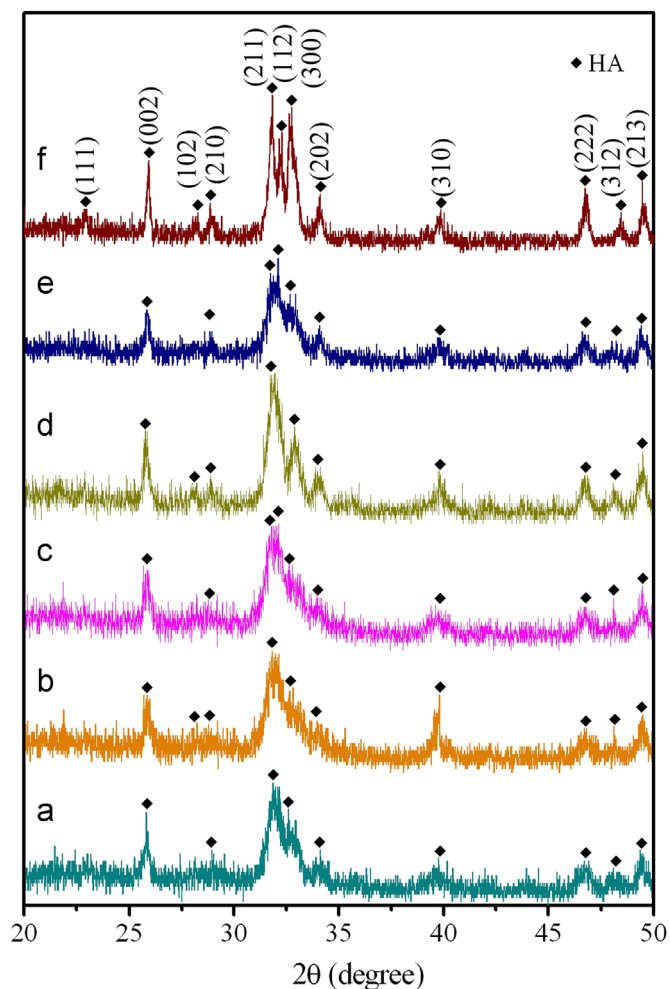 (211)
(112)
(300)
◆ HA
(002)
(111)
(102)
(210)
(202)
(310)
(222)
(312)
(213)
f
e
d
c
b
a
20 25 30 35 40 45 50
2θ (degree)